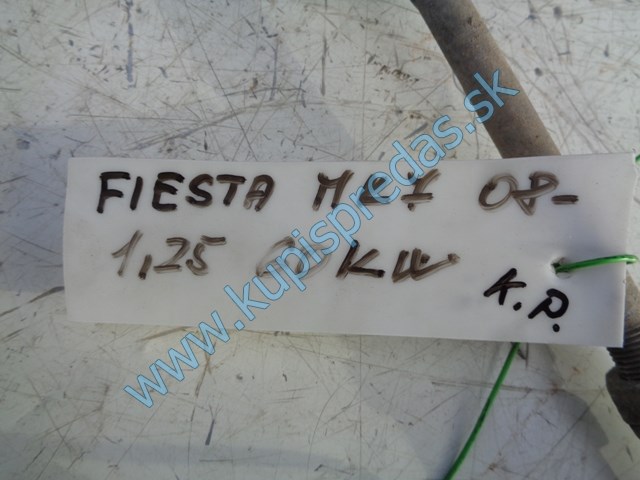 FIESTA MK7 08-
1,25 60 KW
K.P.
www.kupispredas.sk